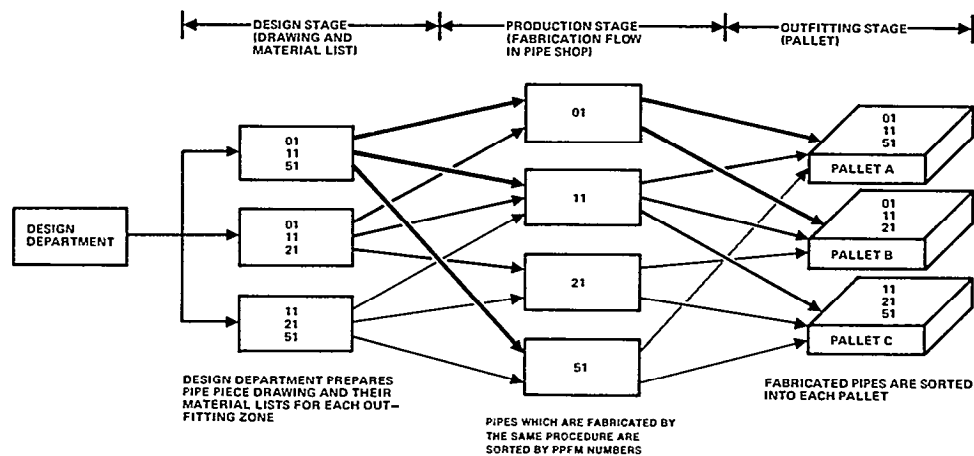 DESIGN STAGE
(DRAWING AND
MATERIAL LIST)
PRODUCTION STAGE
(FABRICATION FLOW
IN PIPE SHOP)
OUTFITTING STAGE
(PALLET)
DESIGN
DEPARTMENT
01
11
51
01
11
21
11
21
51
01
11
21
51
01
11
51
PALLET A
01
11
21
PALLET B
11
21
51
PALLET C
DESIGN DEPARTMENT PREPARES
PIPE PIECE DRAWING AND THEIR
MATERIAL LISTS FOR EACH OUT–
FITTING ZONE
PIPES WHICH ARE FABRICATED BY
THE SAME PROCEDURE ARE
SORTED BY PPFM NUMBERS
FABRICATED PIPES ARE SORTED
INTO EACH PALLET